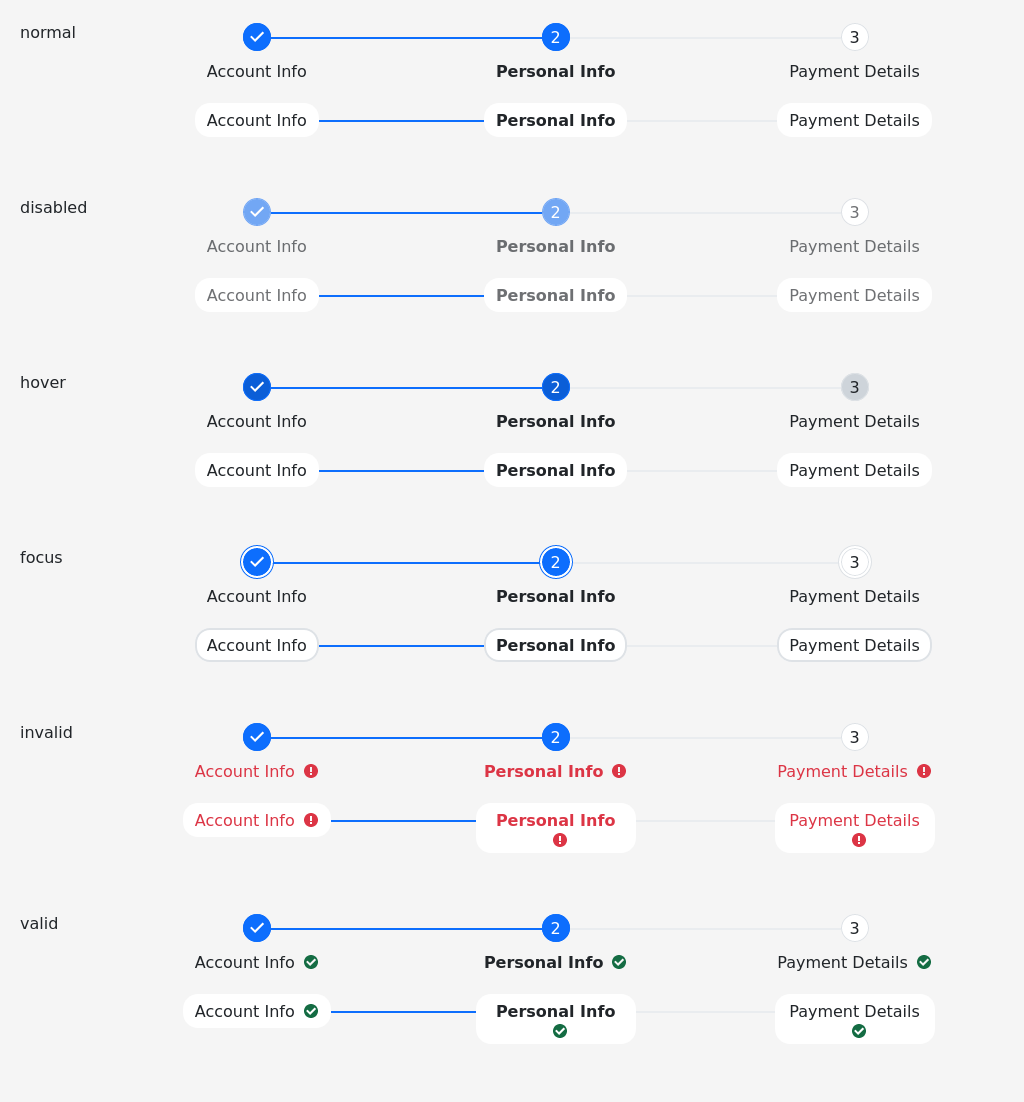 normal
2
3
Account Info
Personal Info
Payment Details
Account Info
Personal Info
Payment Details
disabled
2
3
Account Info
Personal Info
Payment Details
Account Info
Personal Info
Payment Details
hover
2
3
Account Info
Personal Info
Payment Details
Account Info
Personal Info
Payment Details
focus
2
3
Account Info
Personal Info
Payment Details
Account Info
Personal Info
Payment Details
invalid
2
3
Account Info
Personal Info
Payment Details
Account Info
Personal Info
Payment Details
valid
2
3
Account Info
Personal Info
Payment Details
Account Info
Personal Info
Payment Details